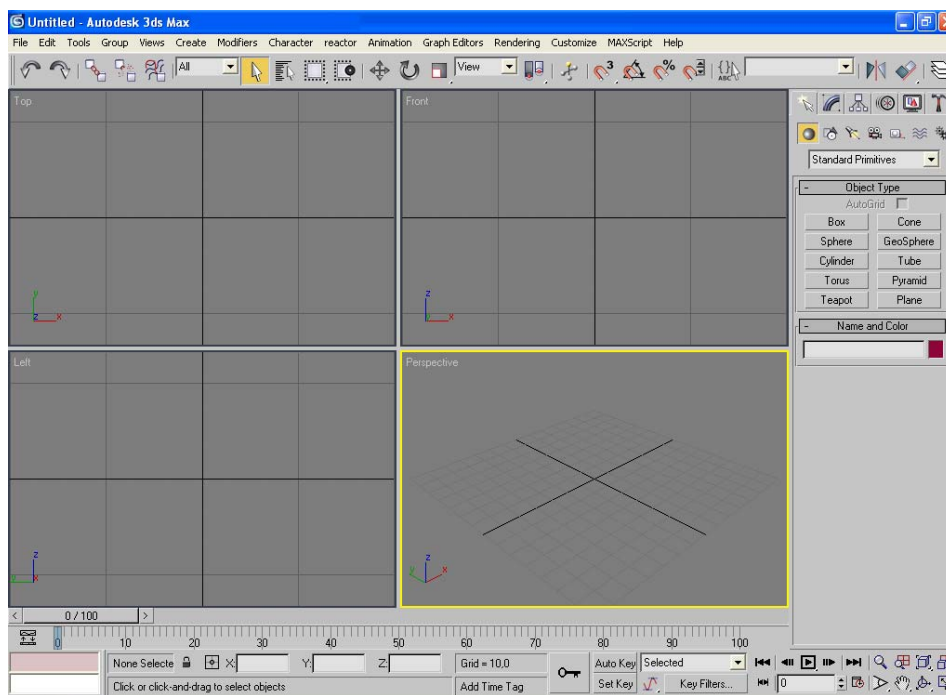 Untitled - Autodesk 3ds Max
File Edit Tools Group Views Create Modifiers Character reactor Animation Graph Editors Rendering Customize MAXScript Help
All View 3 % ABC
Top Front
Standard Primitives
- Object Type
AutoGrid
Box Cone
Sphere GeoSphere
Cylinder Tube
Torus Pyramid
Teapot Plane
y z
z x y x
- Name and Color
Left Perspective
z z
y x y x
< 0 / 100 >
0 10 20 30 40 50 60 70 80 90 100
None Selecte X: Y: Z: Grid = 10,0 Auto Key Selected
Click or click-and-drag to select objects Add Time Tag Set Key Key Filters... 0